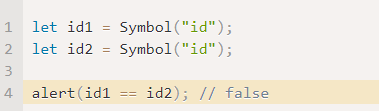 1 let id1 = Symbol("id");
2 let id2 = Symbol("id");
3
4 alert(id1 == id2); // false